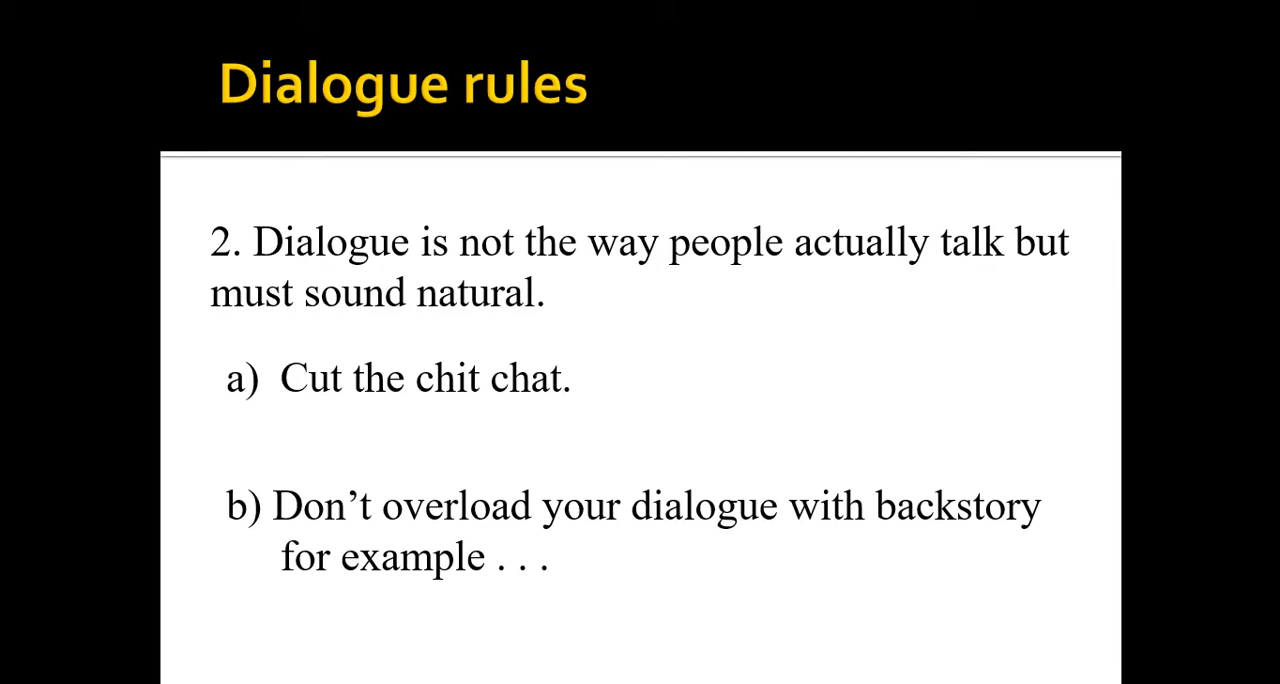 Dialogue rules
2. Dialogue is not the way people actually talk but
must sound natural.
a) Cut the chit chat.
b) Don’t overload your dialogue with backstory
for example . . .